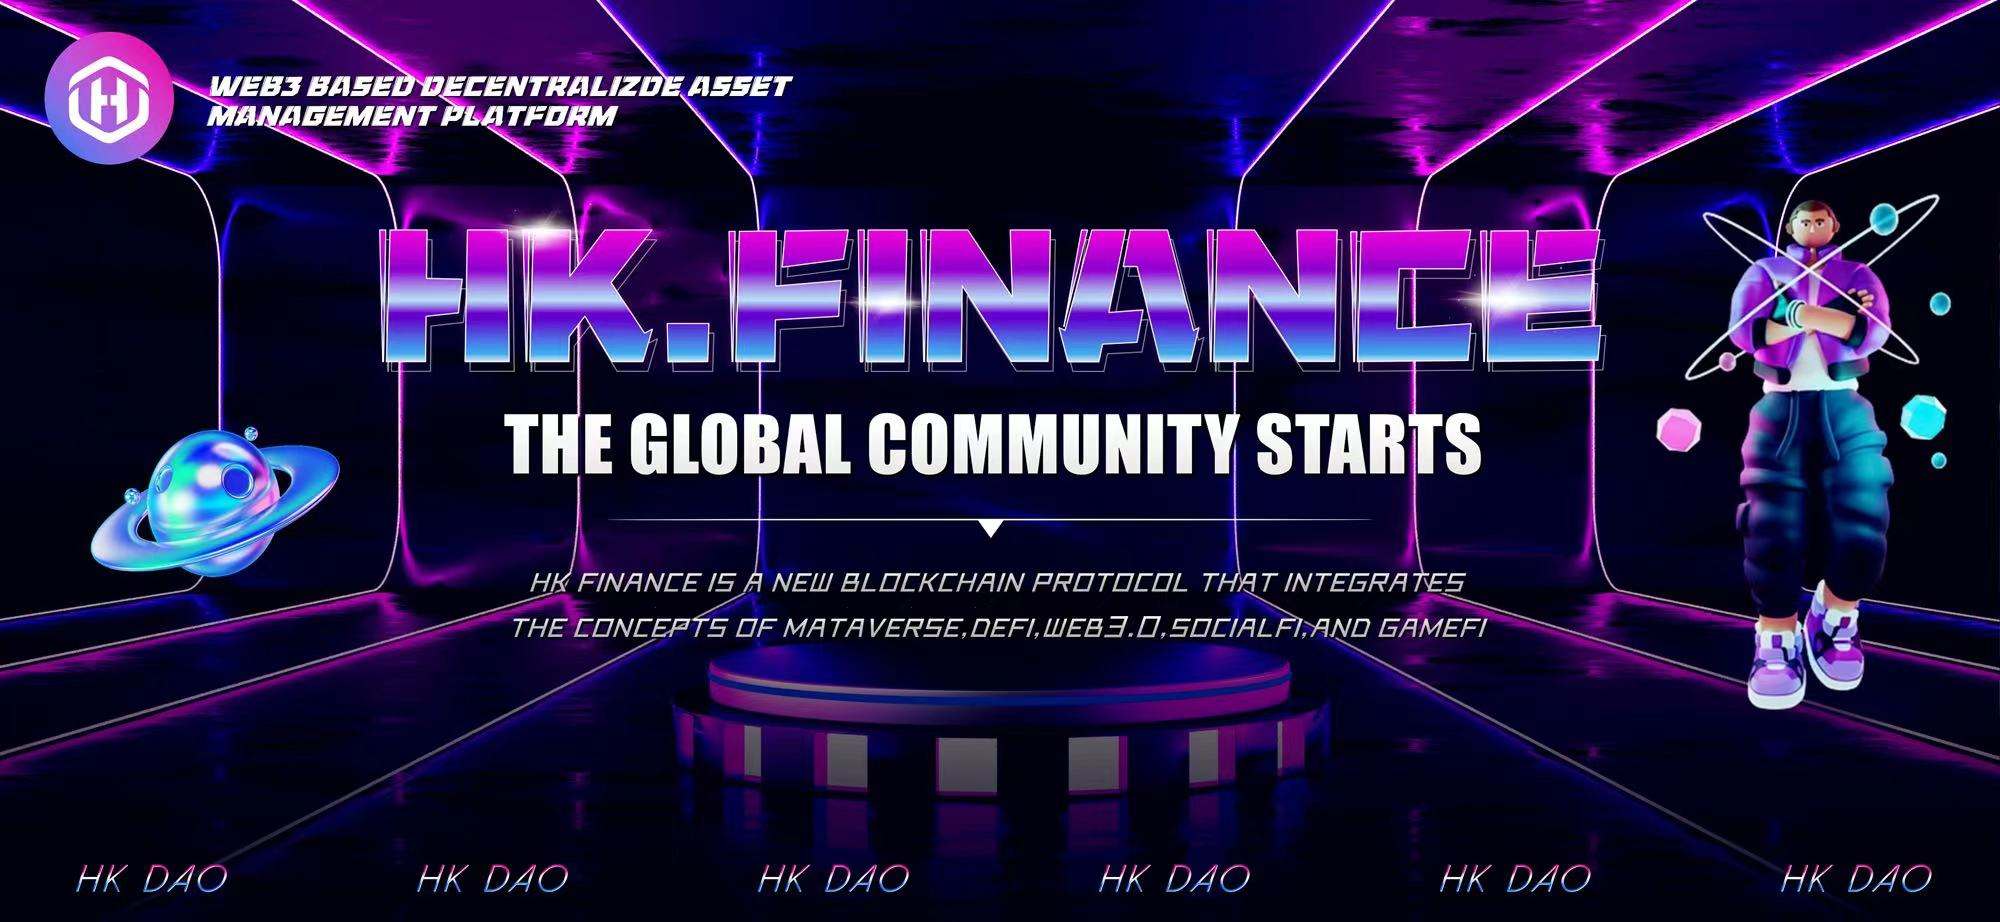 WEB3 BASED DECENTRALIZDE ASSET
MANAGEMENT PLATFORM
HK.FINANCE
THE GLOBAL COMMUNITY STARTS
HK FINANCE IS A NEW BLOCKCHAIN PROTOCOL THAT INTEGRATES
THE CONCEPTS OF MATAVERSE,DEFI,WEB3.0,SOCIALFI,AND GAMEFI
HK DAO HK DAO HK DAO HK DAO HK DAO HK DAO